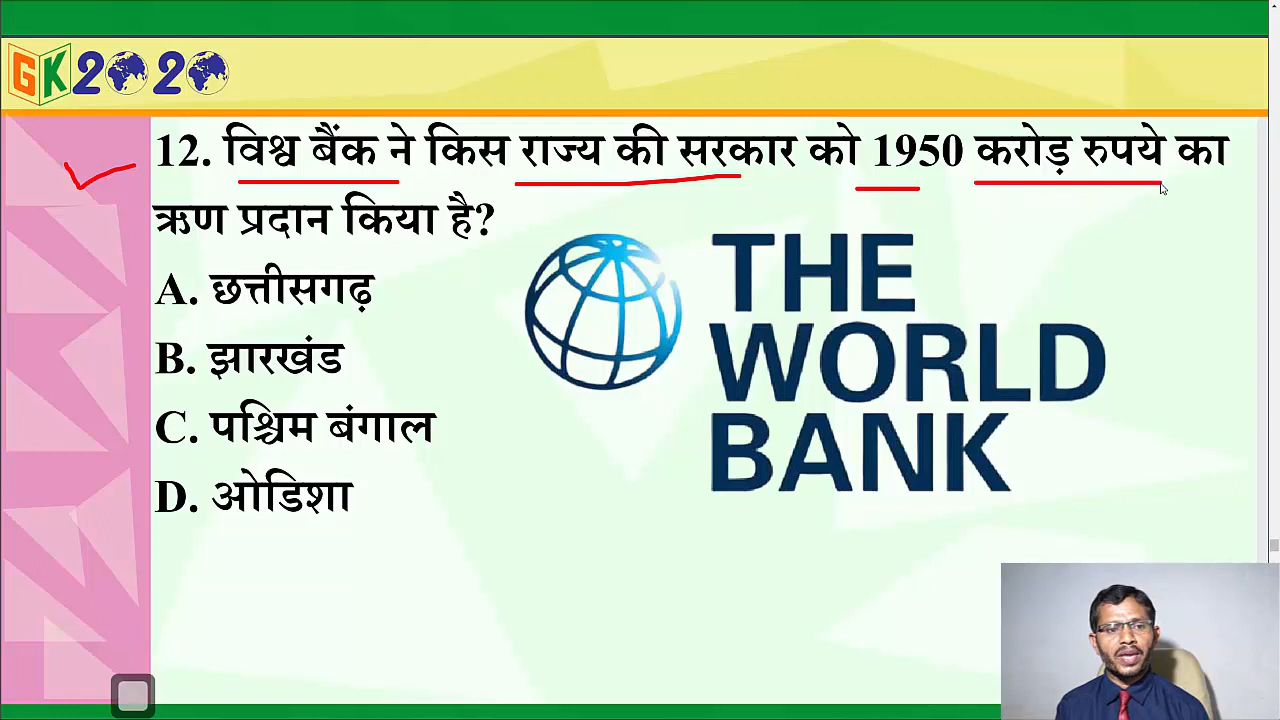 GK2020
12. विश्व बैंक ने किस राज्य की सरकार को 1950 करोड़ रुपये का
ऋण प्रदान किया है?
A. छत्तीसगढ़
B. झारखंड
C. पश्चिम बंगाल
D. ओडिशा
THE
WORLD
BANK